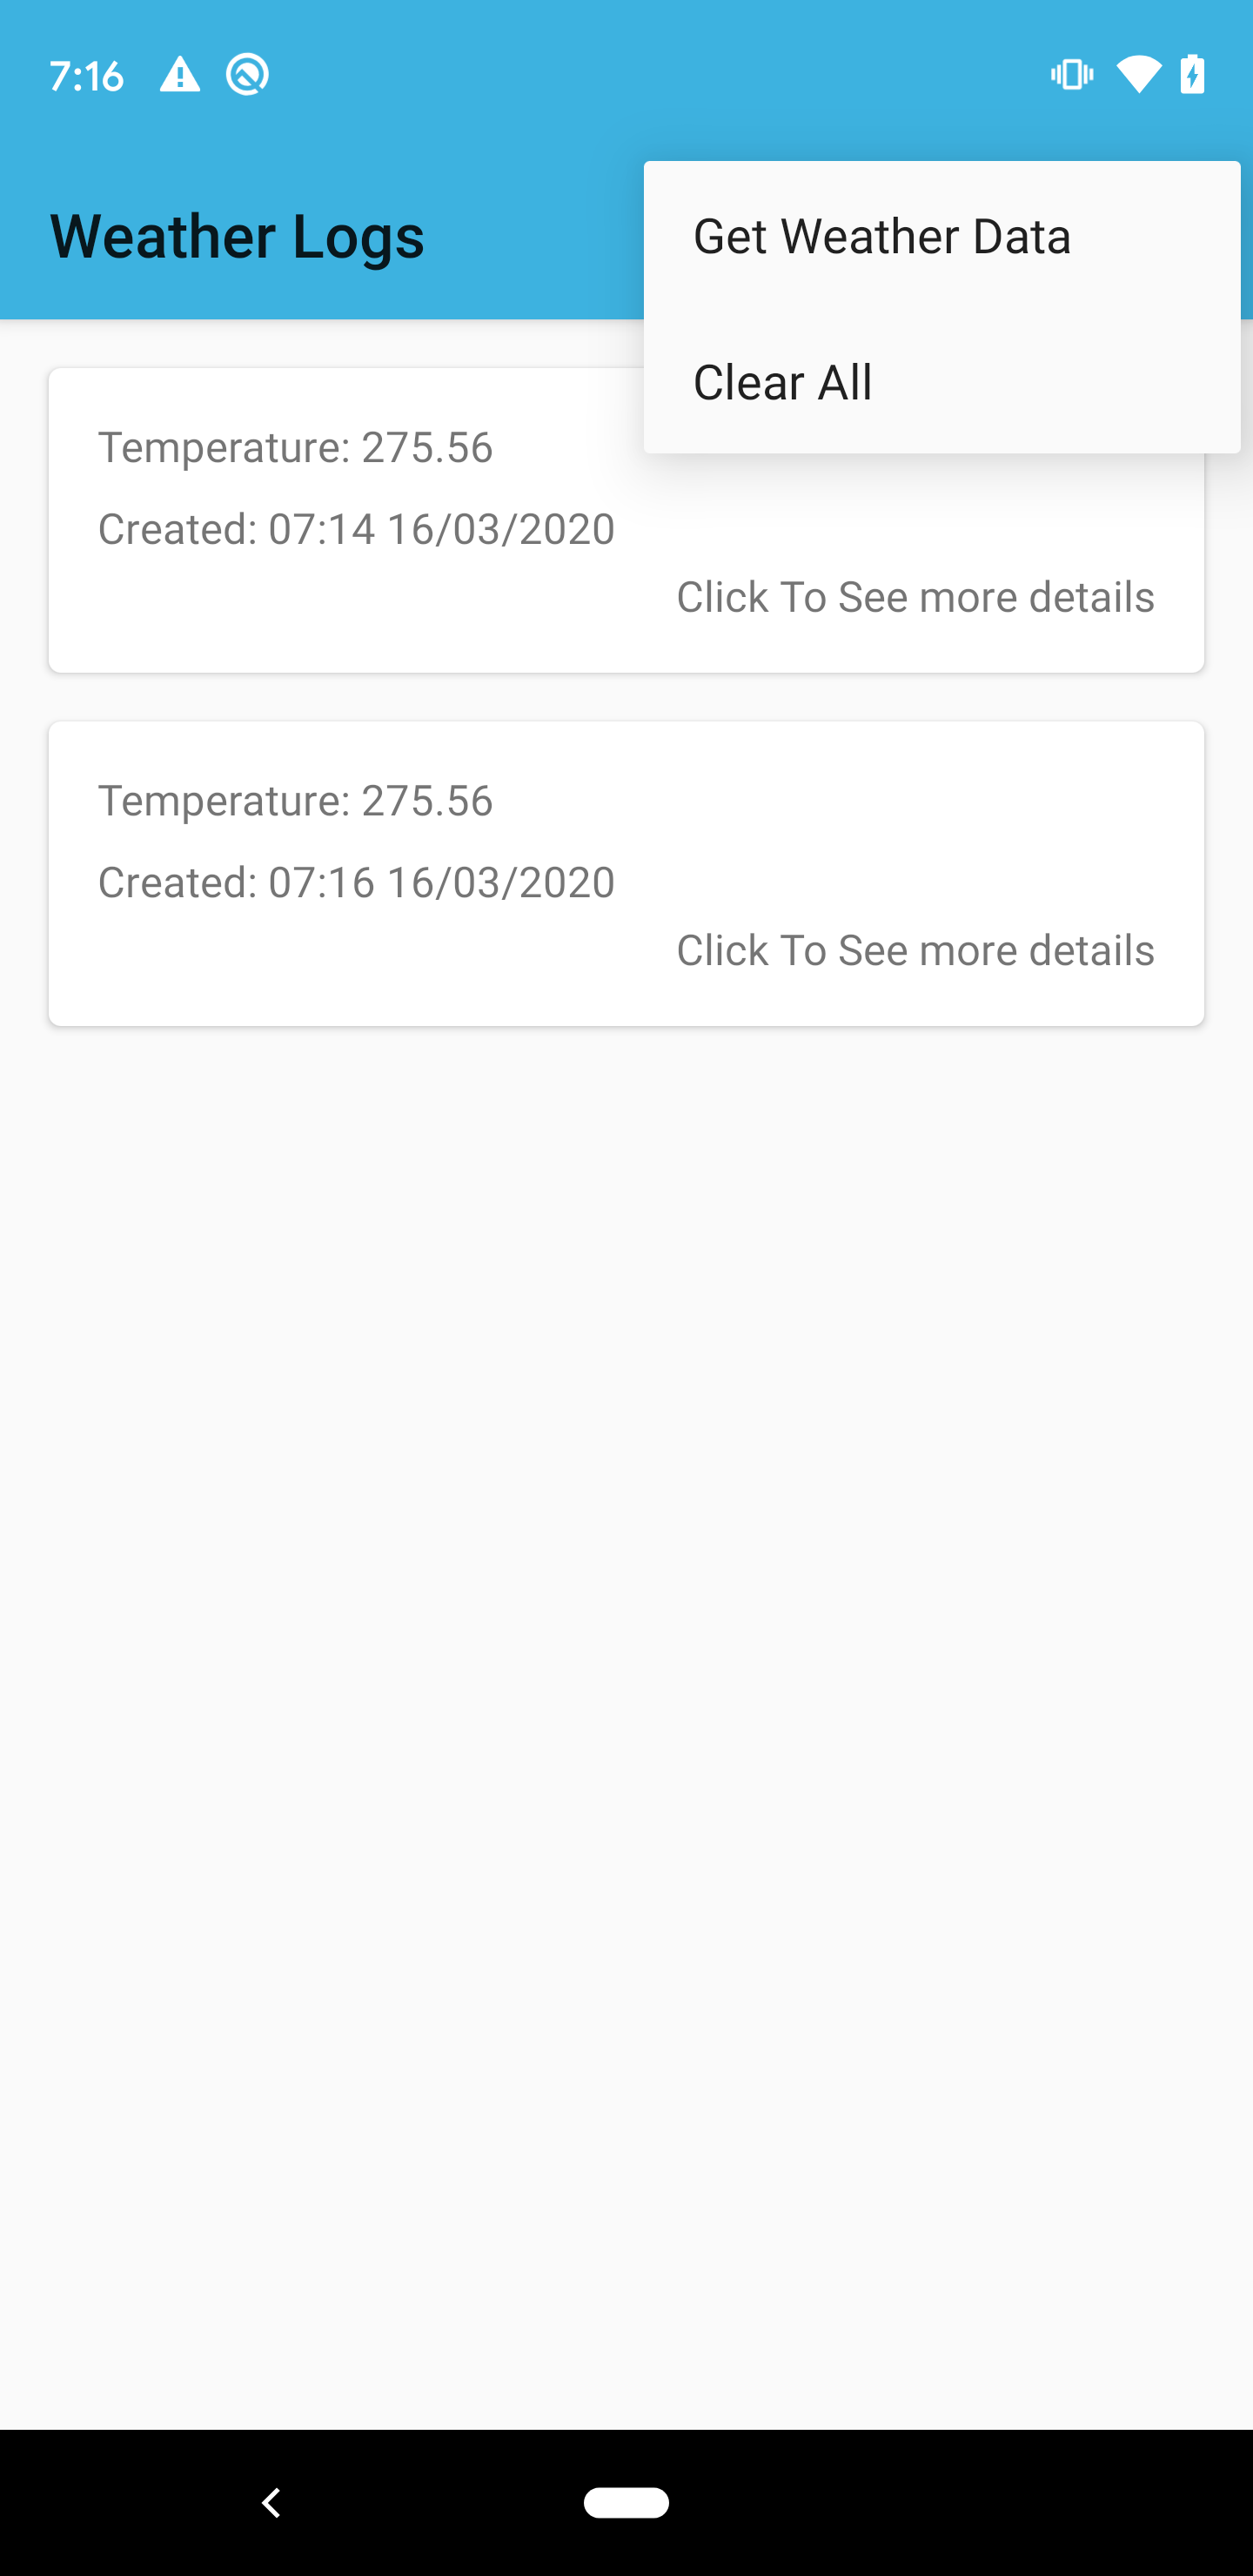 7:16
Weather Logs
Get Weather Data
Clear All
Temperature: 275.56
Created: 07:14 16/03/2020
Click To See more details
Temperature: 275.56
Created: 07:16 16/03/2020
Click To See more details